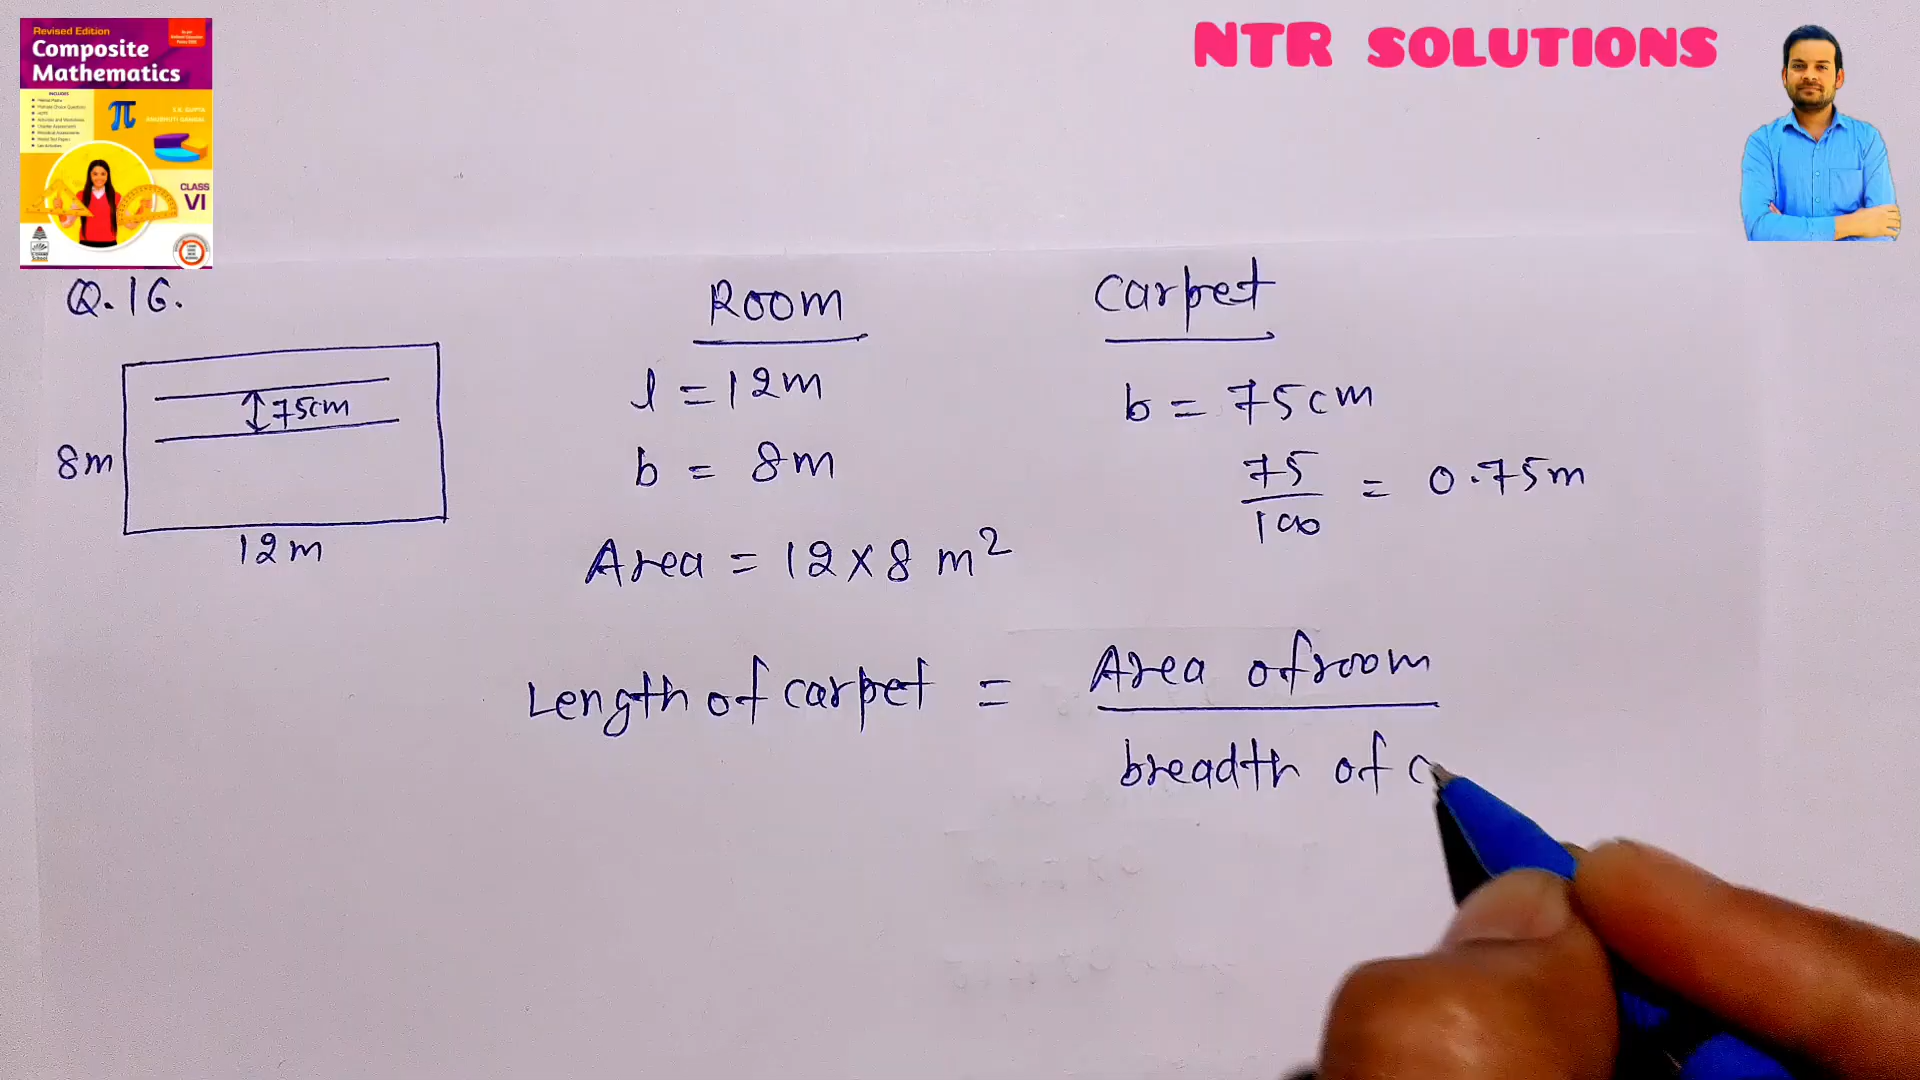 Revised Edition
Composite
Mathematics
INCLUDES
CLASS
VI
NTR SOLUTIONS
Q.16.
Room
Carpet
l = 12m
b = 75cm
75cm
b = 8m
75/100 = 0.75m
8m
12m
Area = 12×8 m²
Length of carpet = Area of room
breadth of c